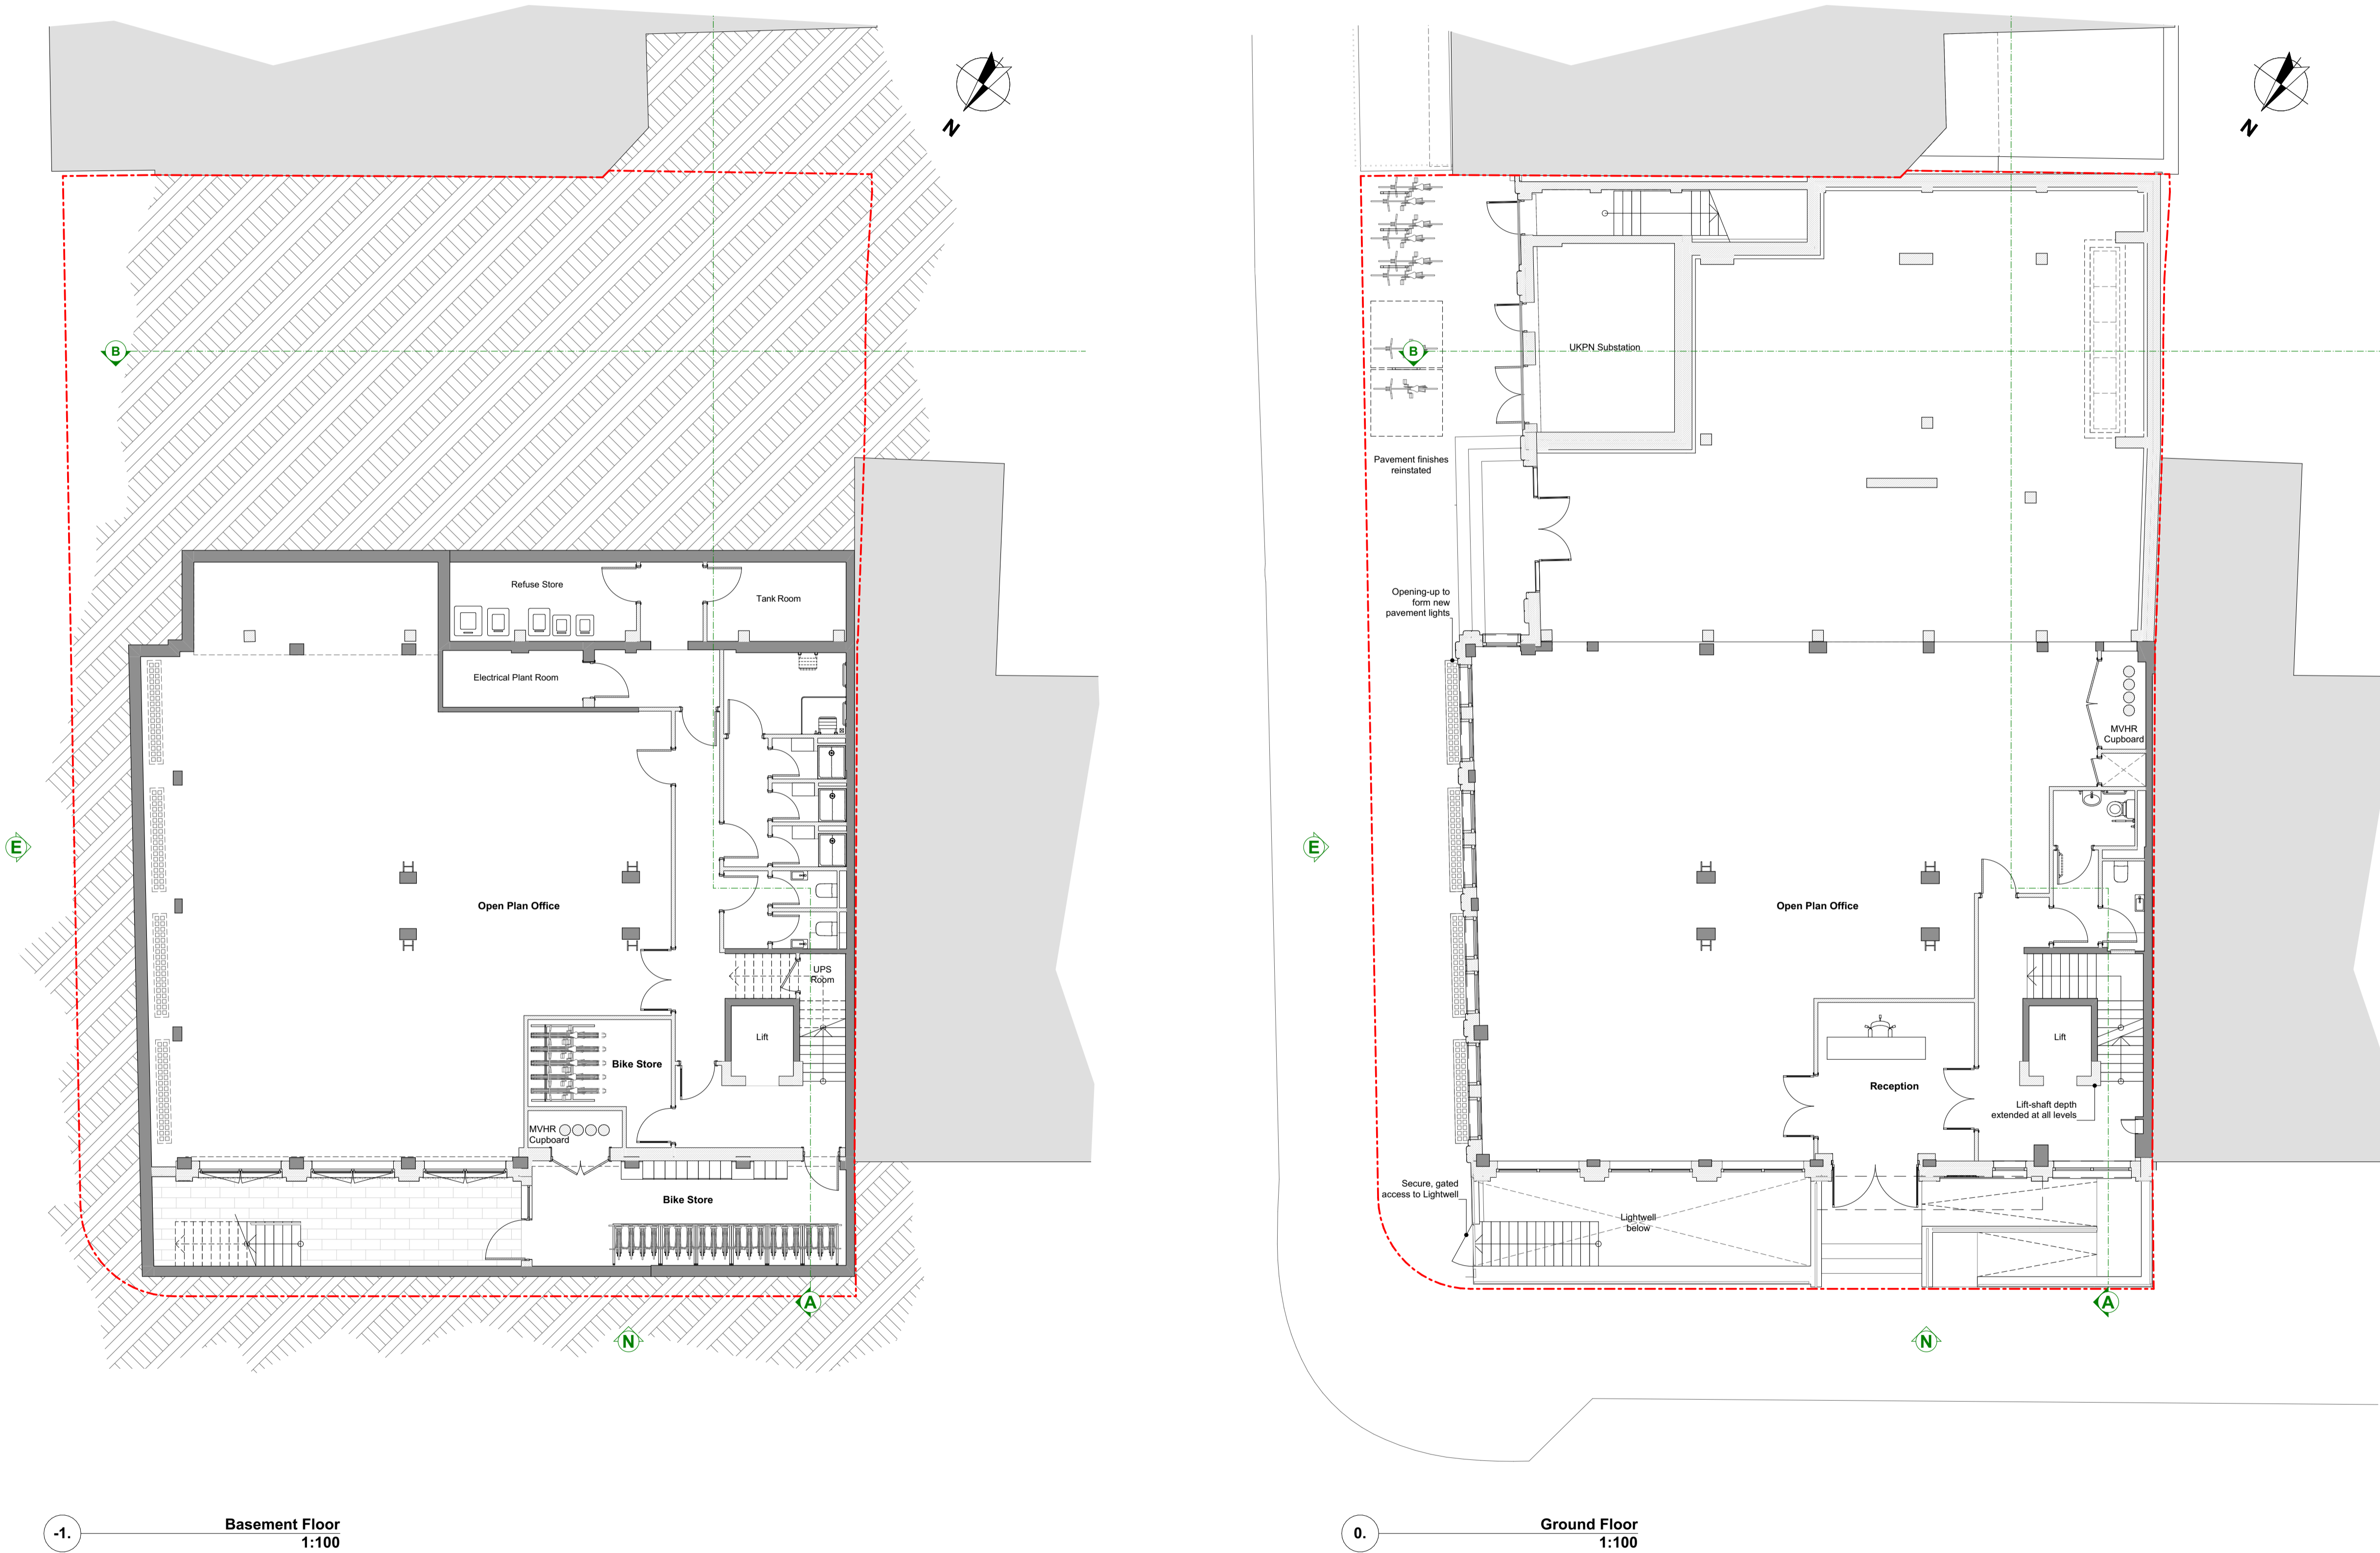 N
B
Refuse Store
Tank Room
Electrical Plant Room
E
Open Plan Office
UPS
Room
Lift
Bike Store
MVHR
Cupboard
Bike Store
A
N
-1.
Basement Floor
1:100
N
UKPN Substation
B
Pavement finishes
reinstated
Opening-up to
form new
pavement lights
MVHR
Cupboard
E
Open Plan Office
Lift
Reception
Lift-shaft depth
extended at all levels
Secure, gated
access to Lightwell
Lightwell
below
A
N
0.
Ground Floor
1:100